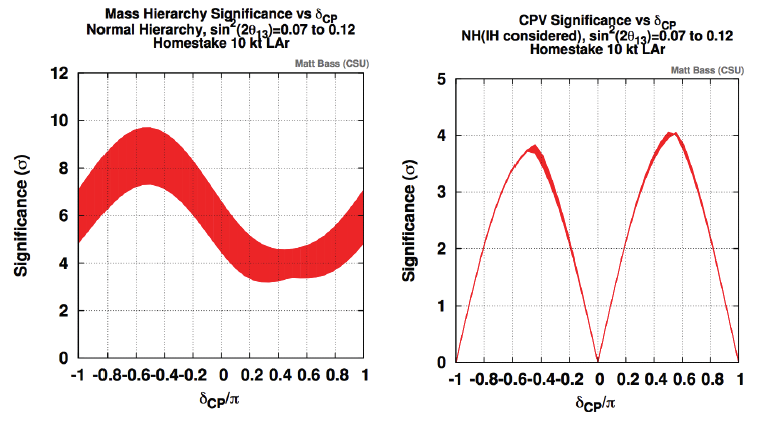 Mass Hierarchy Significance vs δCP
Normal Hierarchy, sin²(2θ13)=0.07 to 0.12
Homestake 10 kt LAr
Matt Bass (CSU)
12
10
8
6
4
2
0
Significance (σ)
-1 -0.8-0.6-0.4-0.2 0 0.2 0.4 0.6 0.8 1
δCP/π
CPV Significance vs δCP
NH(IH considered), sin²(2θ13)=0.07 to 0.12
Homestake 10 kt LAr
Matt Bass (CSU)
5
4
3
2
1
0
Significance (σ)
-1 -0.8-0.6-0.4-0.2 0 0.2 0.4 0.6 0.8 1
δCP/π